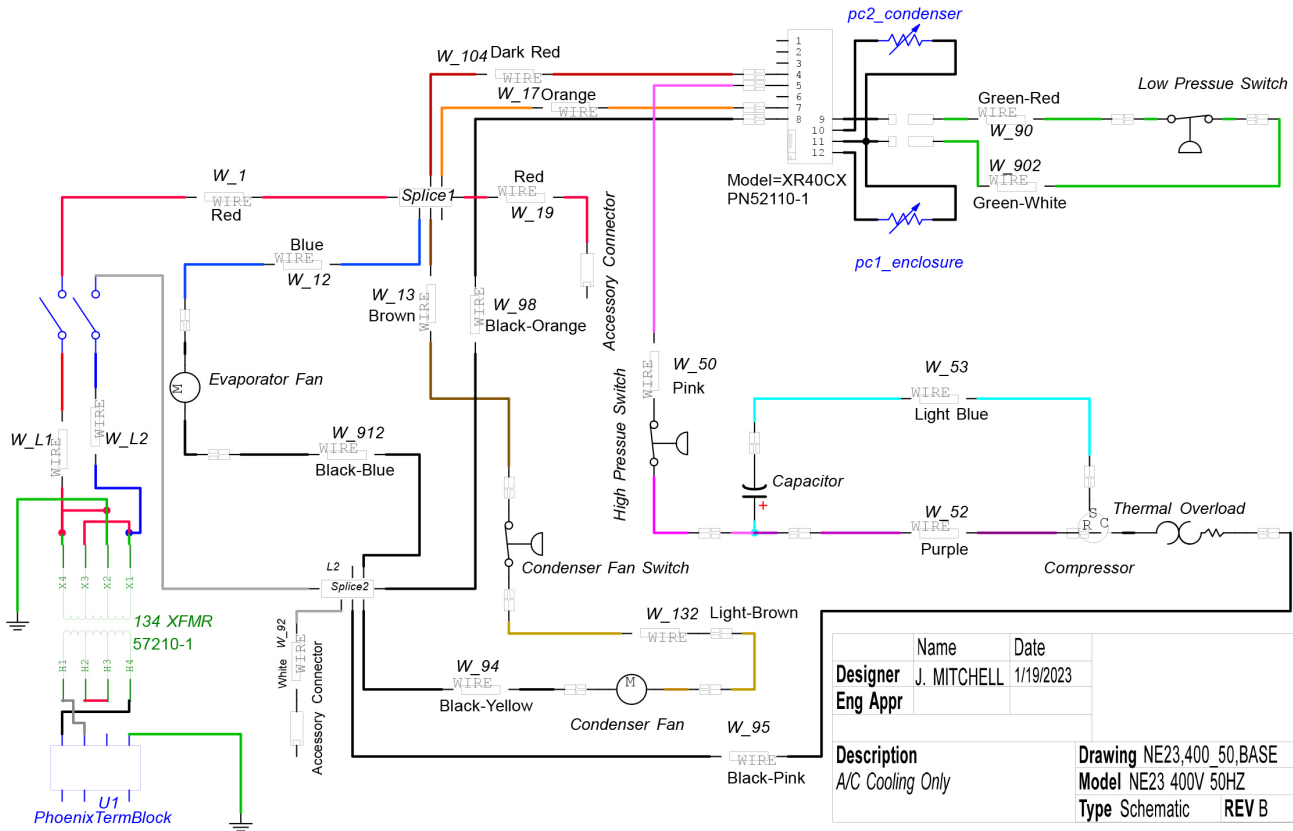 pc2_condenser
W_104 Dark Red
WIRE
W_17 Orange
WIRE
1
2
3
4
5
6
7
8
9
10
11
12
Model=XR40CX
PN52110-1
Low Pressue Switch
Green-Red
WIRE
W_90
W_902
WIRE
Green-White
pc1_enclosure
W_1
WIRE
Red
Splice1
Red
WIRE
W_19
Accessory Connector
Blue
WIRE
W_12
W_13
Brown
WIRE
W_98
Black-Orange
WIRE
Evaporator Fan
M
W_50
Pink
WIRE
High Pressue Switch
W_53
WIRE
Light Blue
W_L1
WIRE
W_L2
WIRE
W_912
WIRE
Black-Blue
Capacitor
+
W_52
WIRE
Purple
S
R
C
Thermal Overload
Compressor
Condenser Fan Switch
L2
Splice2
X4
X3
X2
X1
134 XFMR
57210-1
H1
H2
H3
H4
W_92
WIRE
White
Accessory Connector
W_132
Light-Brown
WIRE
W_94
WIRE
Black-Yellow
M
Condenser Fan
W_95
WIRE
Black-Pink
U1
PhoenixTermBlock
Name Date
Designer J. MITCHELL 1/19/2023
Eng Appr
Description
A/C Cooling Only
Drawing NE23,400_50,BASE
Model NE23 400V 50HZ
Type Schematic REV B